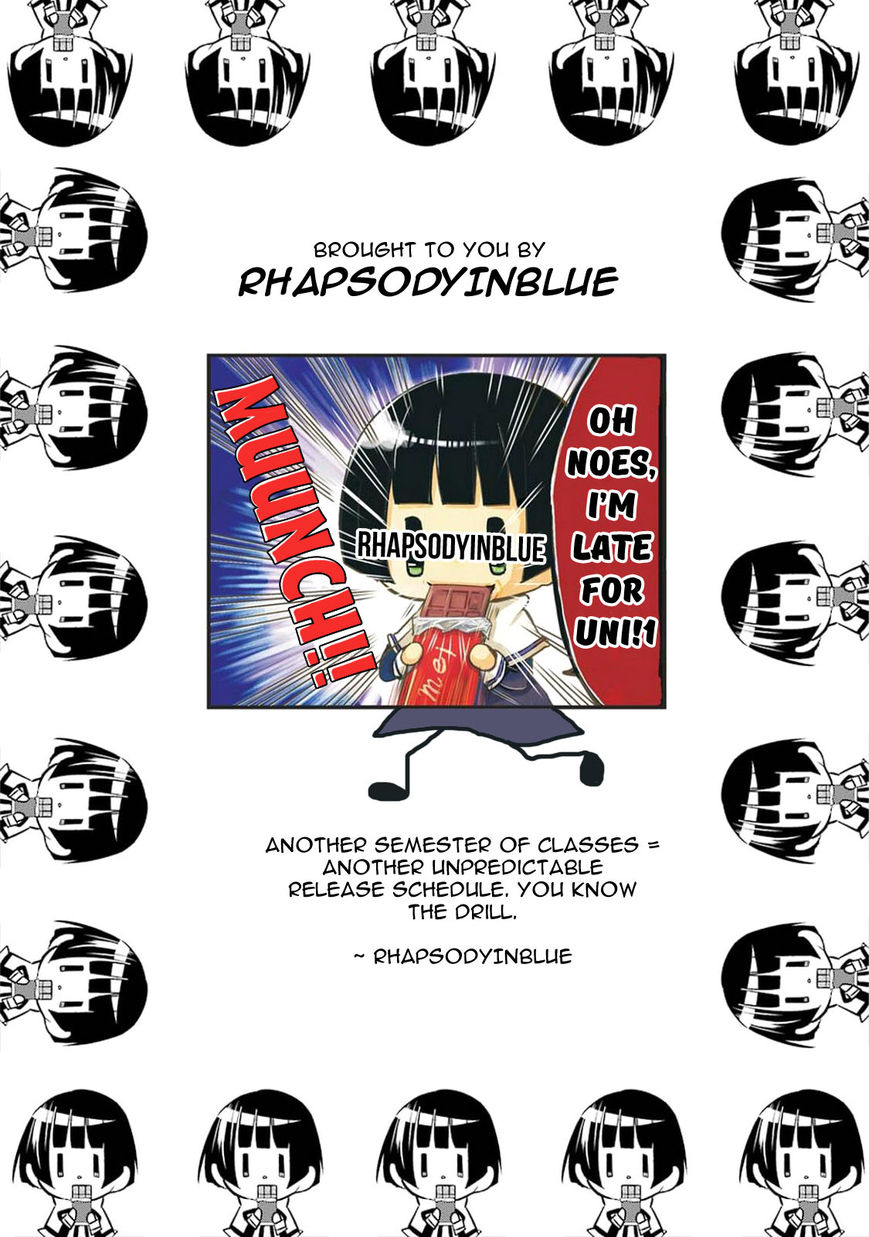 BROUGHT TO YOU BY
RHAPSODYINBLUE
MUUNCH!!
OH
NOES,
I'M
LATE
FOR
UNI!1
RHAPSODYINBLUE
mex
ANOTHER SEMESTER OF CLASSES =
ANOTHER UNPREDICTABLE
RELEASE SCHEDULE. YOU KNOW
THE DRILL.
~ RHAPSODYINBLUE